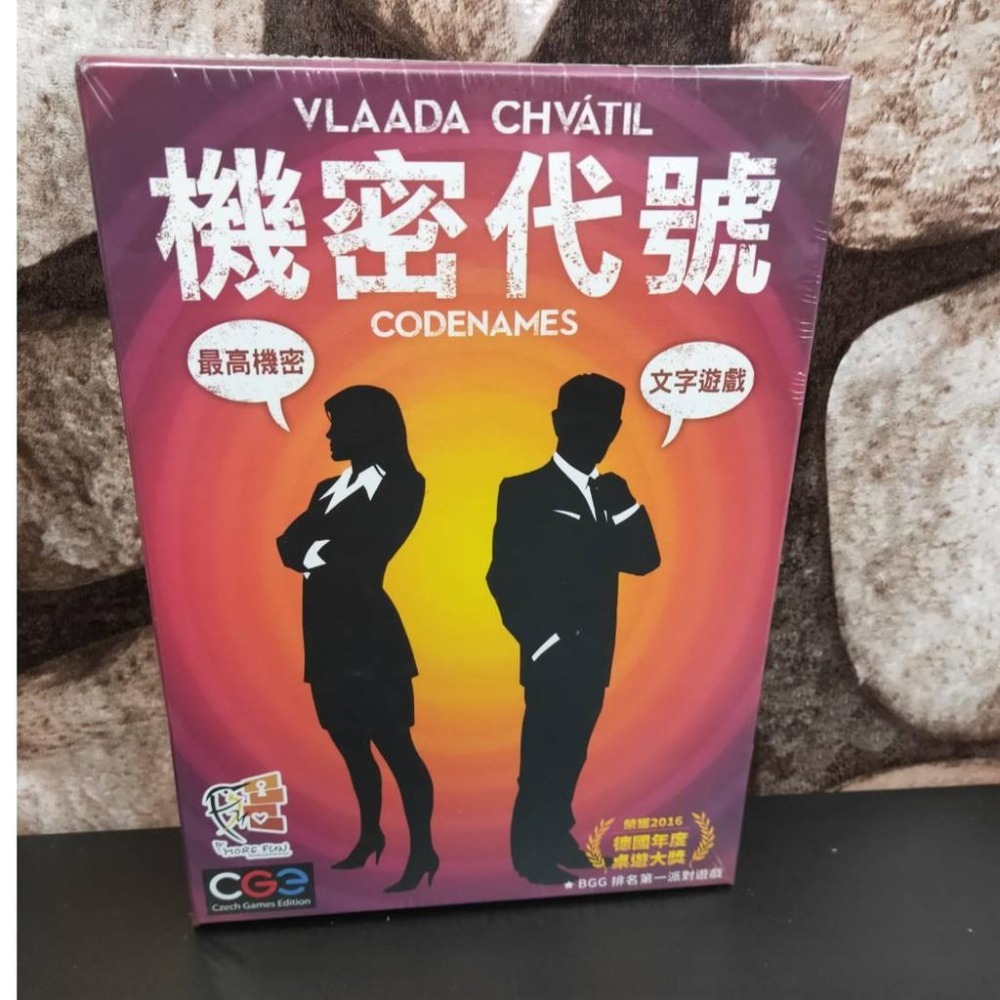 VLAADA CHVÁTIL
機密代號
CODENAMES
最高機密
文字遊戲
MORE FUN
CGE
Czech Games Edition
榮獲2016
德國年度
桌遊大獎
★ BGG 排名第一派對遊戲